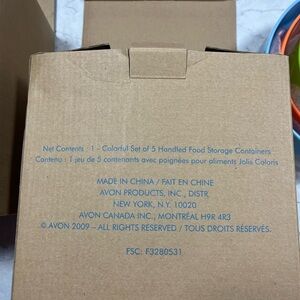 Net Contents : 1 - Colorful Set of 5 Handled Food Storage Containers
Contenu : 1 jeu de 5 contenants avec poignées pour aliments Jolis Coloris
MADE IN CHINA / FAIT EN CHINE
AVON PRODUCTS, INC., DISTR.
NEW YORK, N.Y. 10020
AVON CANADA INC., MONTRÉAL H9R 4R3
© AVON 2009 - ALL RIGHTS RESERVED / TOUS DROITS RÉSERVÉS.
FSC: F3280531